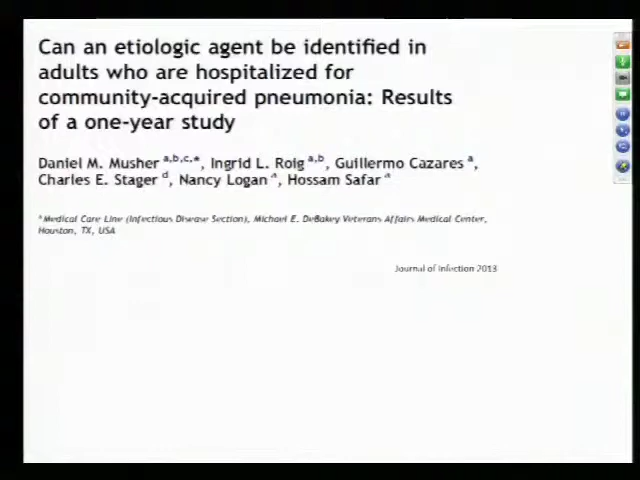 Can an etiologic agent be identified in
adults who are hospitalized for
community-acquired pneumonia: Results
of a one-year study
Daniel M. Musher a,b,c,*, Ingrid L. Roig a,b, Guillermo Cazares a,
Charles E. Stager d, Nancy Logan a, Hossam Safar a
a Medical Care Line (Infectious Disease Section), Michael E. DeBakey Veterans Affairs Medical Center,
Houston, TX, USA
Journal of Infection 2013